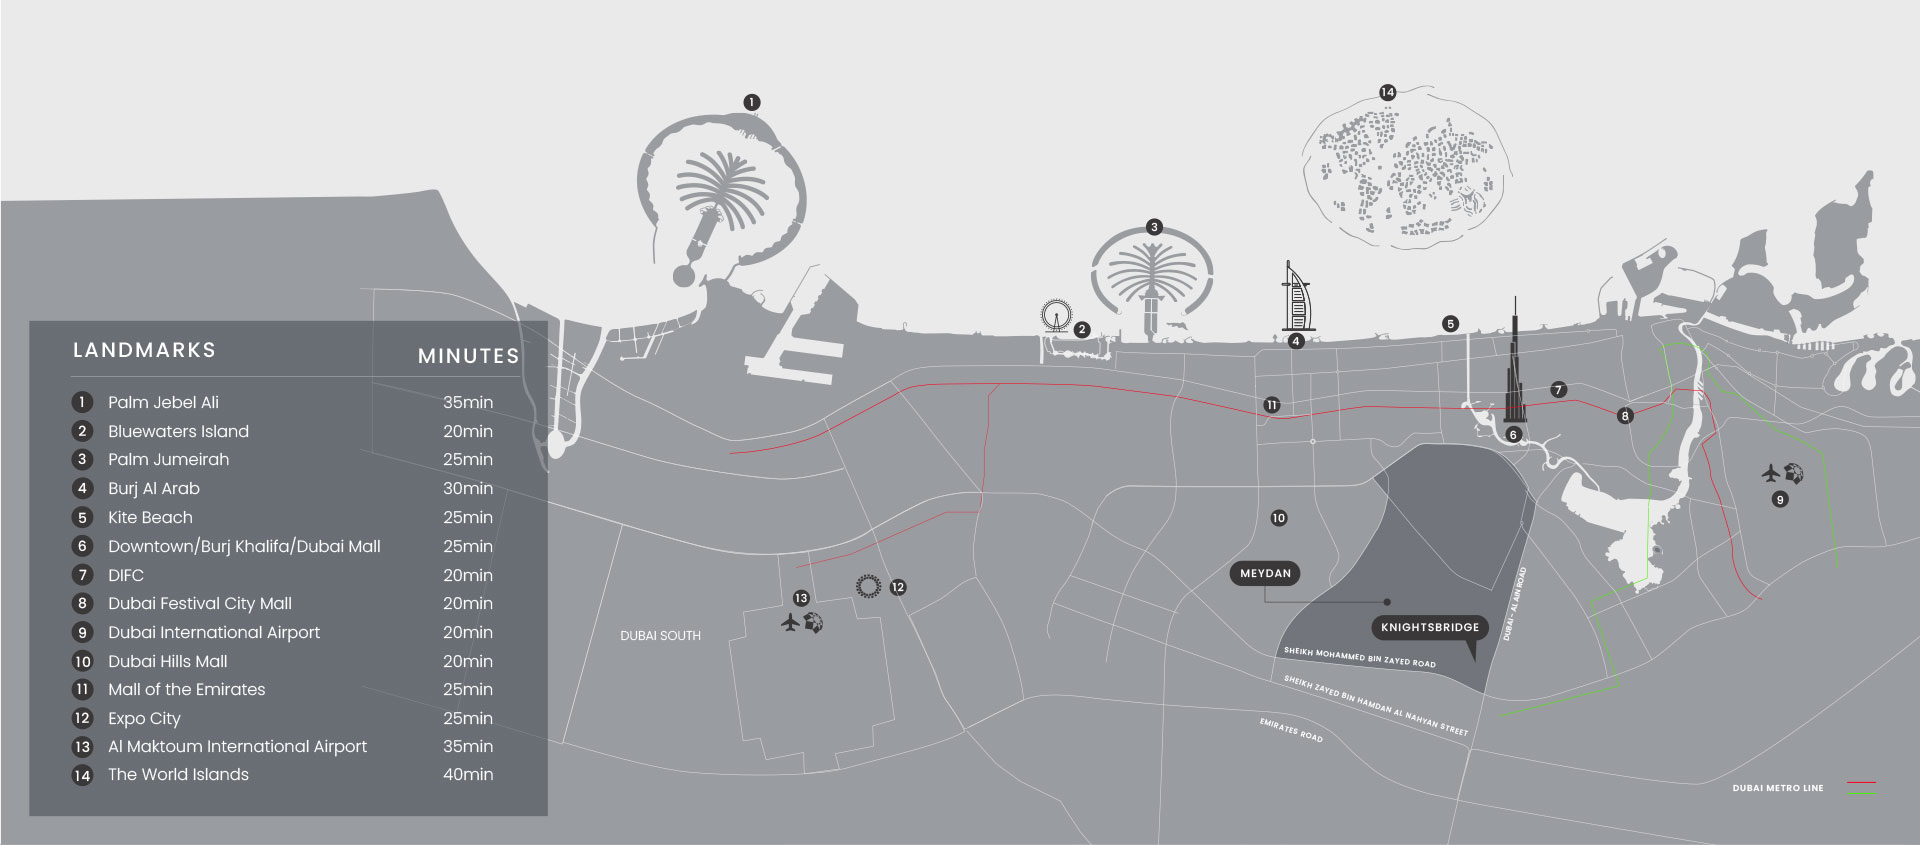 LANDMARKS MINUTES
1 Palm Jebel Ali 35min
2 Bluewaters Island 20min
3 Palm Jumeirah 25min
4 Burj Al Arab 30min
5 Kite Beach 25min
6 Downtown/Burj Khalifa/Dubai Mall 25min
7 DIFC 20min
8 Dubai Festival City Mall 20min
9 Dubai International Airport 20min
10 Dubai Hills Mall 20min
11 Mall of the Emirates 25min
12 Expo City 25min
13 Al Maktoum International Airport 35min
14 The World Islands 40min
1
14
3
2
4
5
7
11
8
6
9
10
MEYDAN
12
13
DUBAI SOUTH
KNIGHTSBRIDGE
DUBAI - AL AIN ROAD
SHEIKH MOHAMMED BIN ZAYED ROAD
SHEIKH ZAYED BIN HAMDAN AL NAHYAN STREET
EMIRATES ROAD
DUBAI METRO LINE